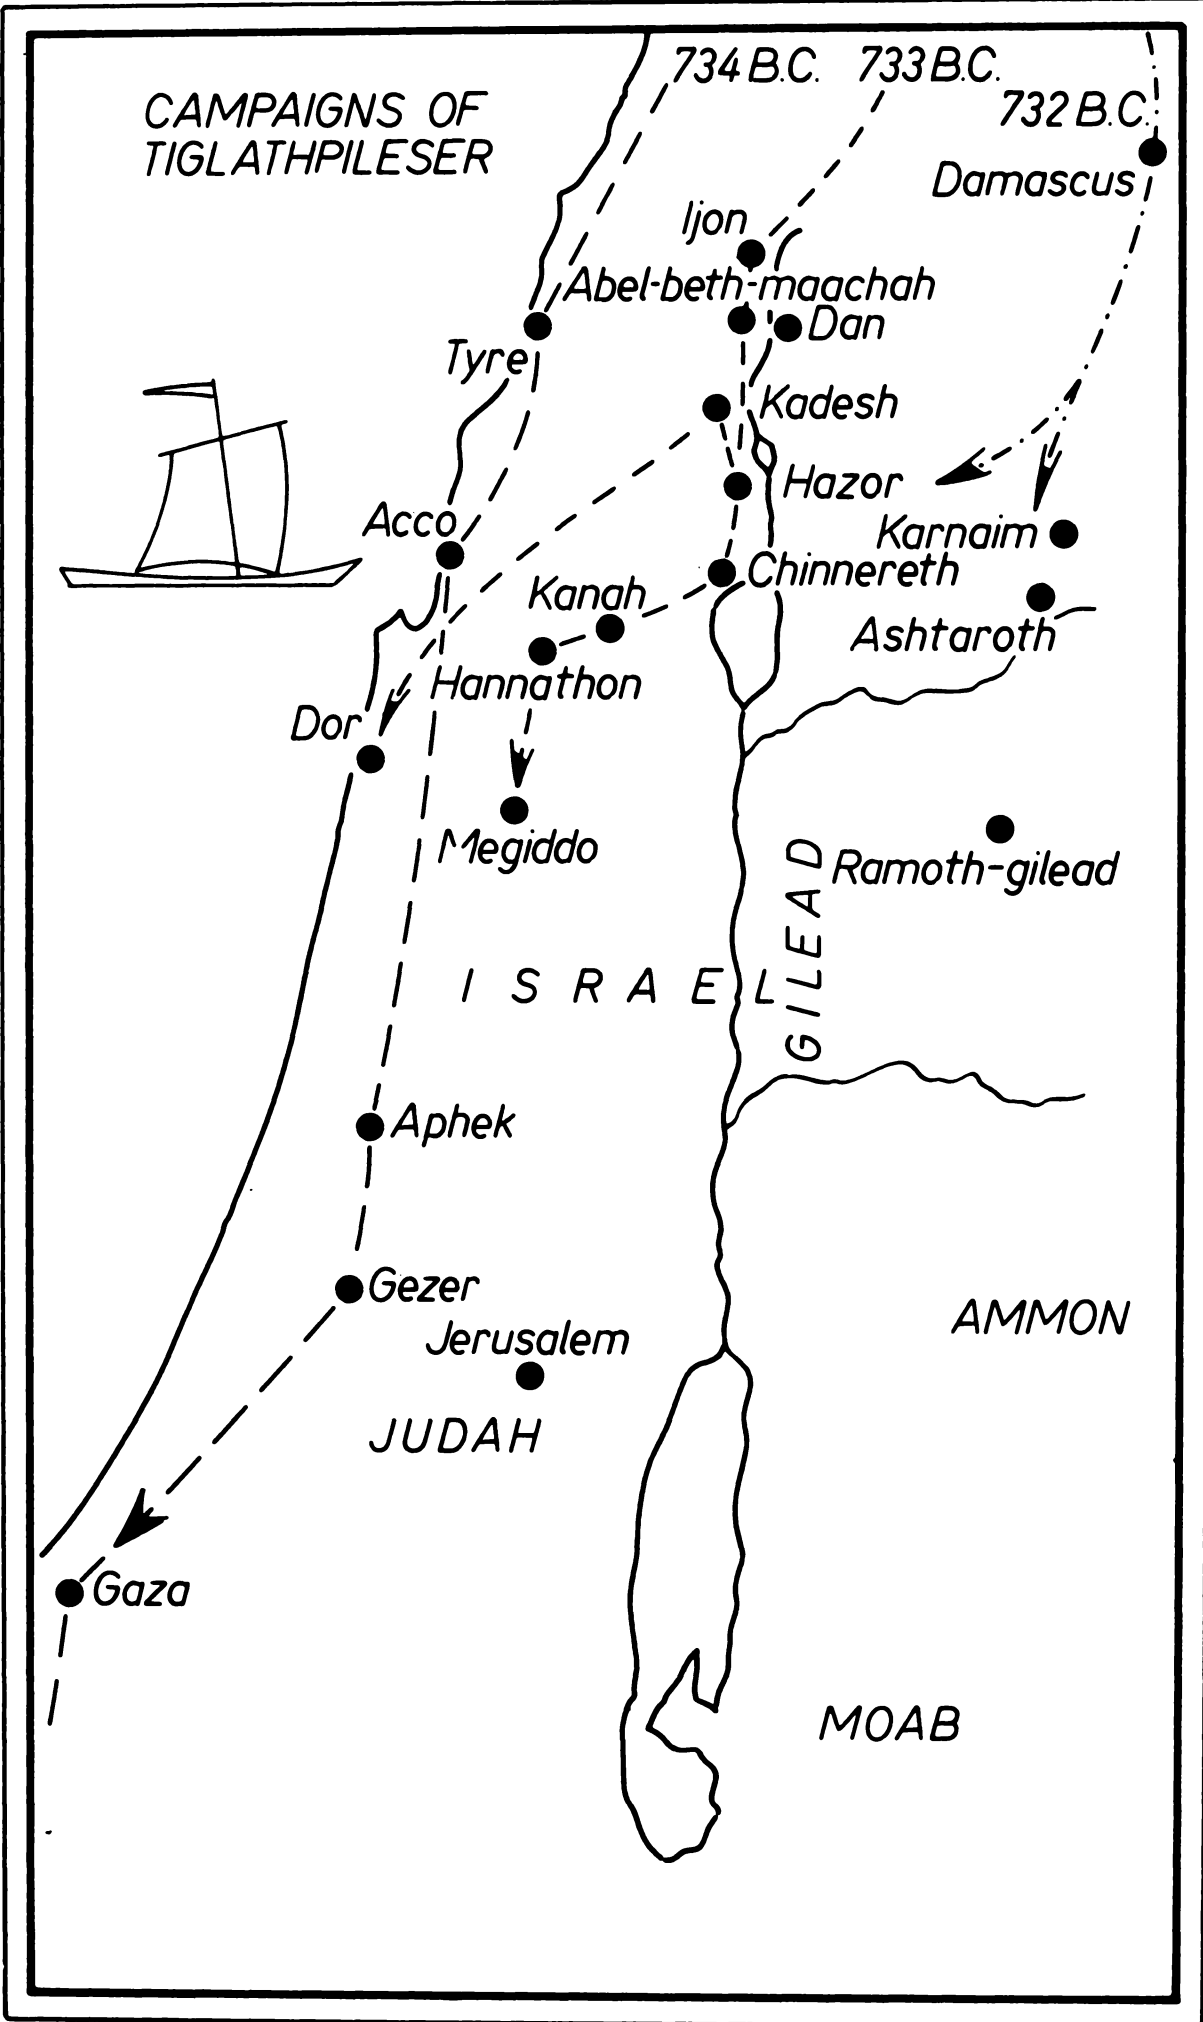 CAMPAIGNS OF
TIGLATHPILESER
734 B.C.
733 B.C.
732 B.C.
Damascus
Ijon
Abel-beth-maachah
Dan
Tyre
Kadesh
Hazor
Acco
Karnaim
Chinnereth
Kanah
Ashtaroth
Hannathon
Dor
Megiddo
Ramoth-gilead
GILEAD
ISRAEL
Aphek
Gezer
Jerusalem
AMMON
JUDAH
Gaza
MOAB